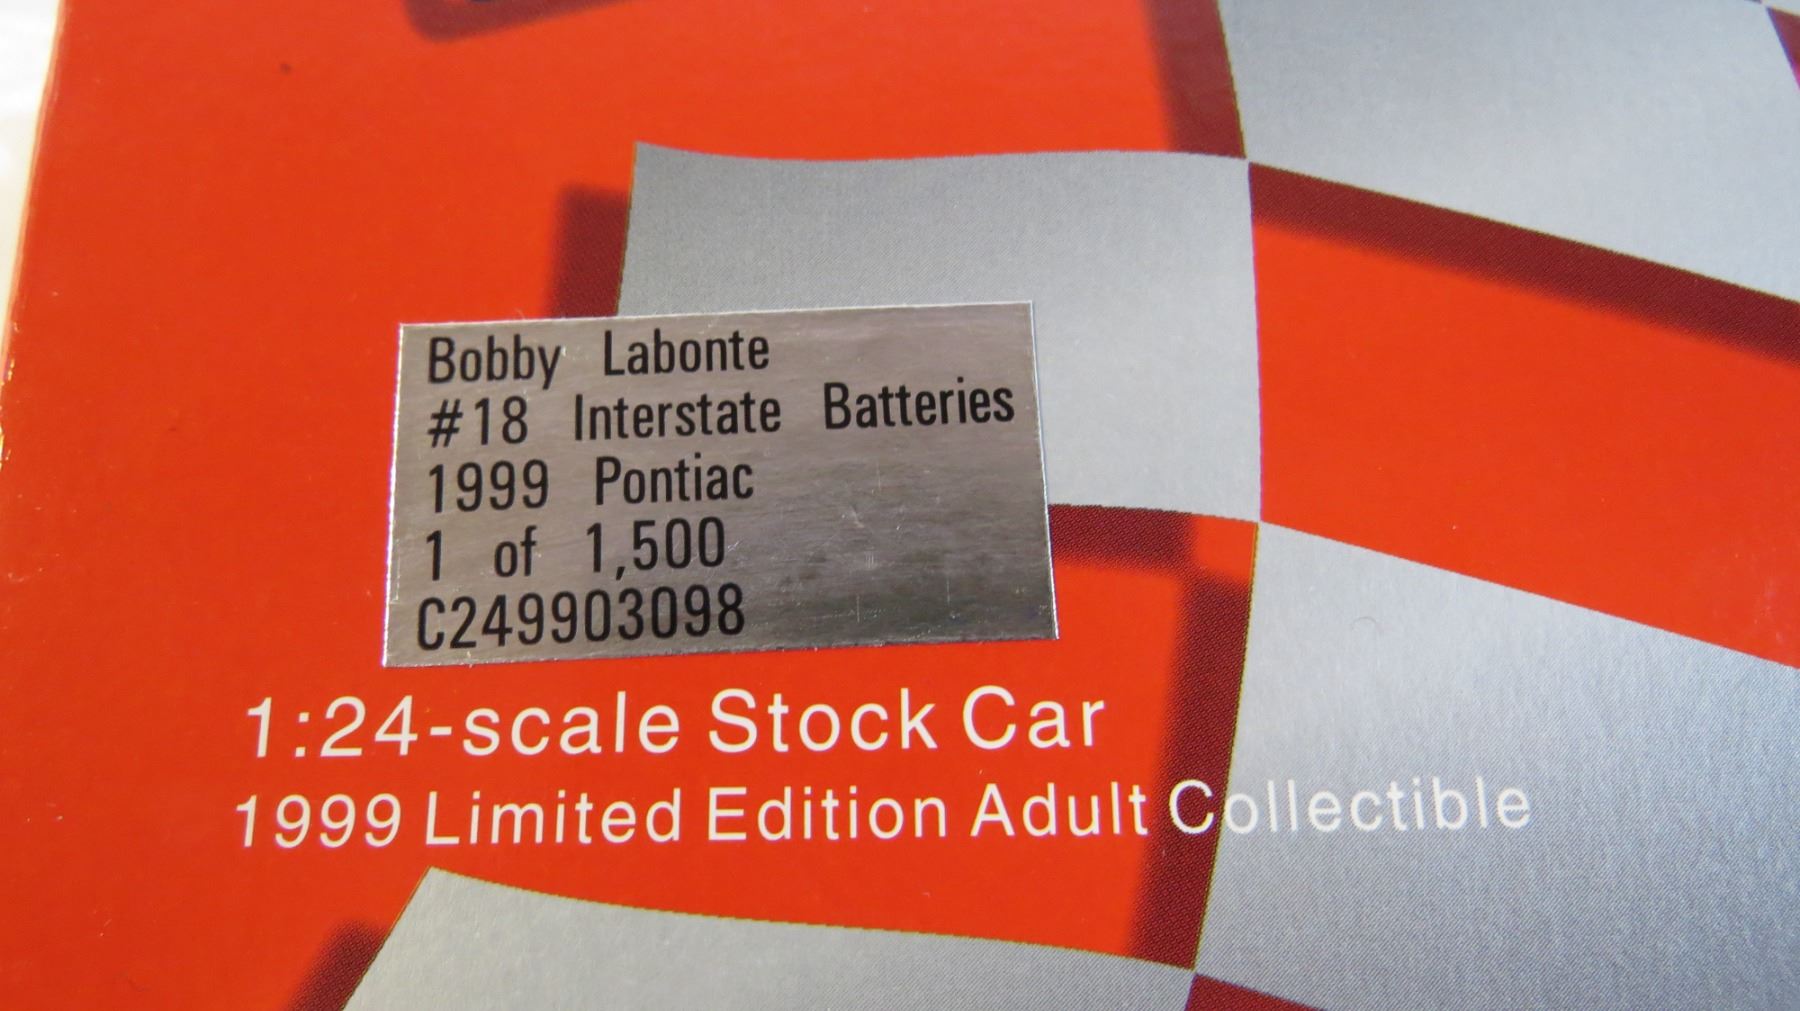 Bobby Labonte
#18 Interstate Batteries
1999 Pontiac
1 of 1,500
C249903098
1:24-scale Stock Car
1999 Limited Edition Adult Collectible